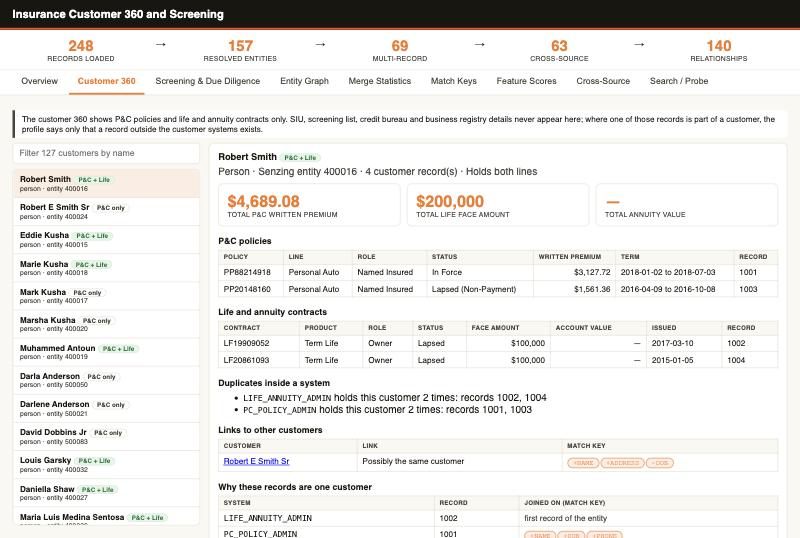 Insurance Customer 360 and Screening
248 → 157 → 69 → 63 → 140
RECORDS LOADED RESOLVED ENTITIES MULTI-RECORD CROSS-SOURCE RELATIONSHIPS
Overview Customer 360 Screening & Due Diligence Entity Graph Merge Statistics Match Keys Feature Scores Cross-Source Search / Probe
The customer 360 shows P&C policies and life and annuity contracts only. SIU, screening list, credit bureau and business registry details never appear here; where one of those records is part of a customer, the
profile says only that a record outside the customer systems exists.
Filter 127 customers by name
Robert Smith P&C + Life
person · entity 400016
Robert E Smith Sr P&C only
person · entity 400024
Eddie Kusha P&C + Life
person · entity 400015
Marie Kusha P&C + Life
person · entity 400018
Mark Kusha P&C only
person · entity 400017
Marsha Kusha P&C only
person · entity 400020
Muhammed Antoun P&C + Life
person · entity 400019
Darla Anderson P&C only
person · entity 500050
Darlene Anderson P&C only
person · entity 500021
David Dobbins Jr P&C only
person · entity 500083
Louis Garsky P&C + Life
person · entity 400032
Daniella Shaw P&C + Life
person · entity 400027
Maria Luis Medina Sentosa P&C + Life
Robert Smith P&C + Life
Person · Senzing entity 400016 · 4 customer record(s) · Holds both lines
$4,689.08 $200,000 —
TOTAL P&C WRITTEN PREMIUM TOTAL LIFE FACE AMOUNT TOTAL ANNUITY VALUE
P&C policies
POLICY LINE ROLE STATUS WRITTEN PREMIUM TERM RECORD
PP88214918 Personal Auto Named Insured In Force $3,127.72 2018-01-02 to 2018-07-03 1001
PP20148160 Personal Auto Named Insured Lapsed (Non-Payment) $1,561.36 2016-04-09 to 2016-10-08 1003
Life and annuity contracts
CONTRACT PRODUCT ROLE STATUS FACE AMOUNT ACCOUNT VALUE ISSUED RECORD
LF19909052 Term Life Owner Lapsed $100,000 — 2017-03-10 1002
LF20861093 Term Life Owner Lapsed $100,000 — 2015-01-05 1004
Duplicates inside a system
• LIFE_ANNUITY_ADMIN holds this customer 2 times: records 1002, 1004
• PC_POLICY_ADMIN holds this customer 2 times: records 1001, 1003
Links to other customers
CUSTOMER LINK MATCH KEY
Robert E Smith Sr Possibly the same customer +NAME +ADDRESS -DOB
Why these records are one customer
SYSTEM RECORD JOINED ON (MATCH KEY)
LIFE_ANNUITY_ADMIN 1002 first record of the entity
PC_POLICY_ADMIN 1001 +NAME +DOB +PHONE